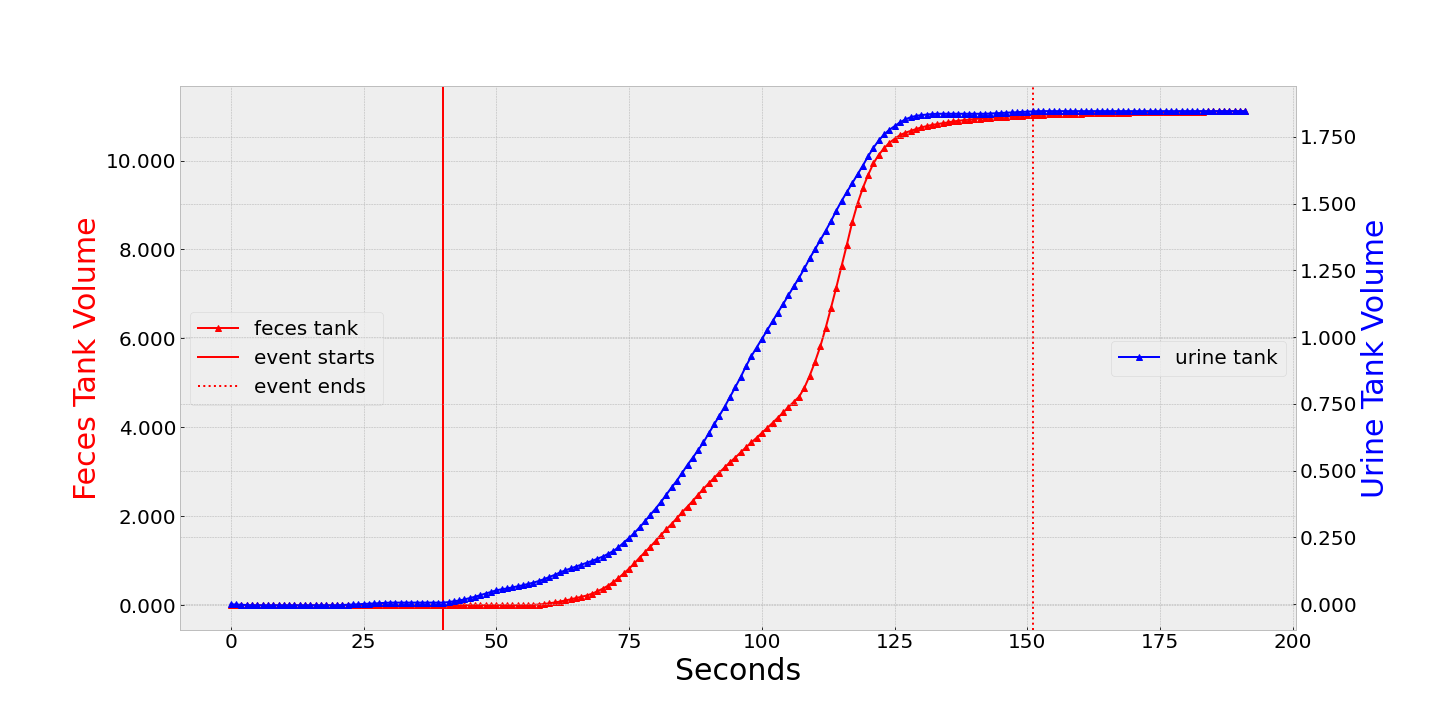 Feces Tank Volume
10.000
8.000
6.000
4.000
2.000
0.000
feces tank
event starts
event ends
urine tank
1.750
1.500
1.250
1.000
0.750
0.500
0.250
0.000
Urine Tank Volume
0 25 50 75 100 125 150 175 200
Seconds